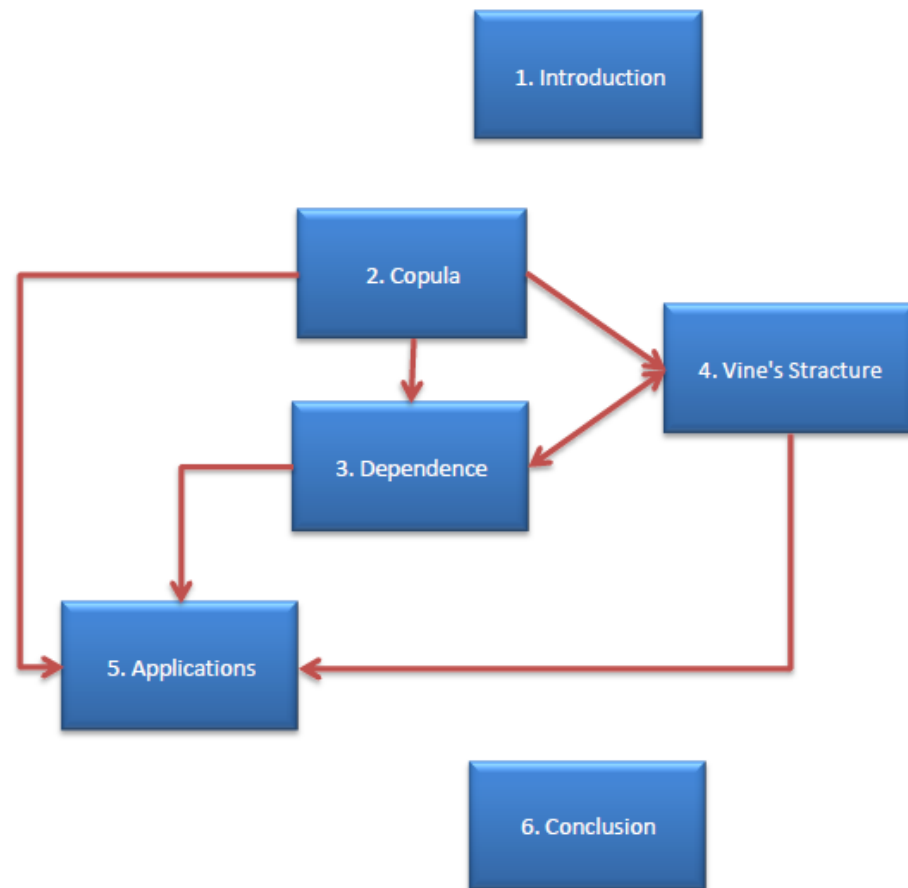 1. Introduction
2. Copula
4. Vine's Stracture
3. Dependence
5. Applications
6. Conclusion